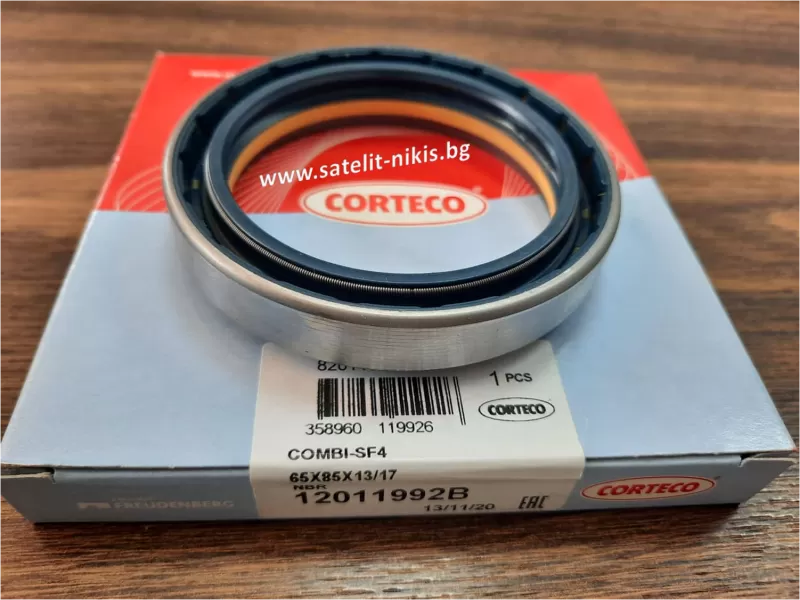 www.
www.satelit-nikis.bg
CORTECO
1 PCS
358960 119926
CORTECO
COMBI-SF4
65X85X13/17
NBR
12011992B
13/11/20
EAC
CORTECO
FREUDENBERG